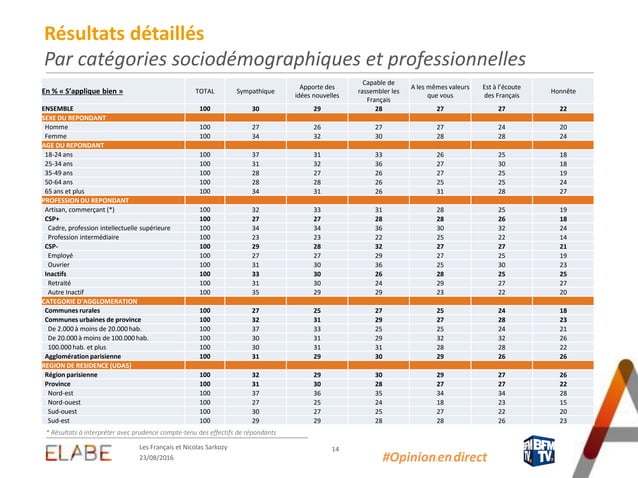 Résultats détaillés
Par catégories sociodémographiques et professionnelles
En % « S'applique bien » TOTAL Sympathique Apporte des idées nouvelles Capable de rassembler les Français A les mêmes valeurs que vous Est à l'écoute des Français Honnête
ENSEMBLE 100 30 29 28 27 27 22
SEXE DU REPONDANT
Homme 100 27 26 27 27 24 20
Femme 100 34 32 30 28 28 24
AGE DU REPONDANT
18-24 ans 100 37 31 33 26 25 18
25-34 ans 100 31 32 36 27 30 18
35-49 ans 100 28 27 26 27 25 19
50-64 ans 100 28 28 26 25 25 24
65 ans et plus 100 34 31 26 31 28 27
PROFESSION DU REPONDANT
Artisan, commerçant (*) 100 32 33 31 28 25 19
CSP+ 100 27 27 28 28 26 18
Cadre, profession intellectuelle supérieure 100 34 34 36 30 32 24
Profession intermédiaire 100 23 23 22 25 22 14
CSP- 100 29 28 32 27 27 21
Employé 100 27 27 29 27 25 19
Ouvrier 100 31 30 36 25 30 23
Inactifs 100 33 30 26 28 25 25
Retraité 100 31 30 24 29 27 27
Autre Inactif 100 35 29 29 23 22 20
CATEGORIE D'AGGLOMERATION
Communes rurales 100 27 25 27 25 24 18
Communes urbaines de province 100 32 31 29 27 28 23
De 2.000 à moins de 20.000 hab. 100 37 33 25 25 24 21
De 20.000 à moins de 100.000 hab. 100 30 31 29 32 32 26
100.000 hab. et plus 100 30 31 31 28 28 22
Agglomération parisienne 100 31 29 30 29 26 26
REGION DE RESIDENCE (UDA5)
Région parisienne 100 32 29 30 29 27 26
Province 100 31 30 28 27 27 22
Nord-est 100 37 36 35 34 34 28
Nord-ouest 100 27 25 24 18 23 15
Sud-ouest 100 30 27 25 27 22 20
Sud-est 100 29 29 28 28 26 23
* Résultats à interpréter avec prudence compte-tenu des effectifs de répondants
ELABE
Les Français et Nicolas Sarkozy
23/08/2016
14
#Opinion en direct
BFM TV.